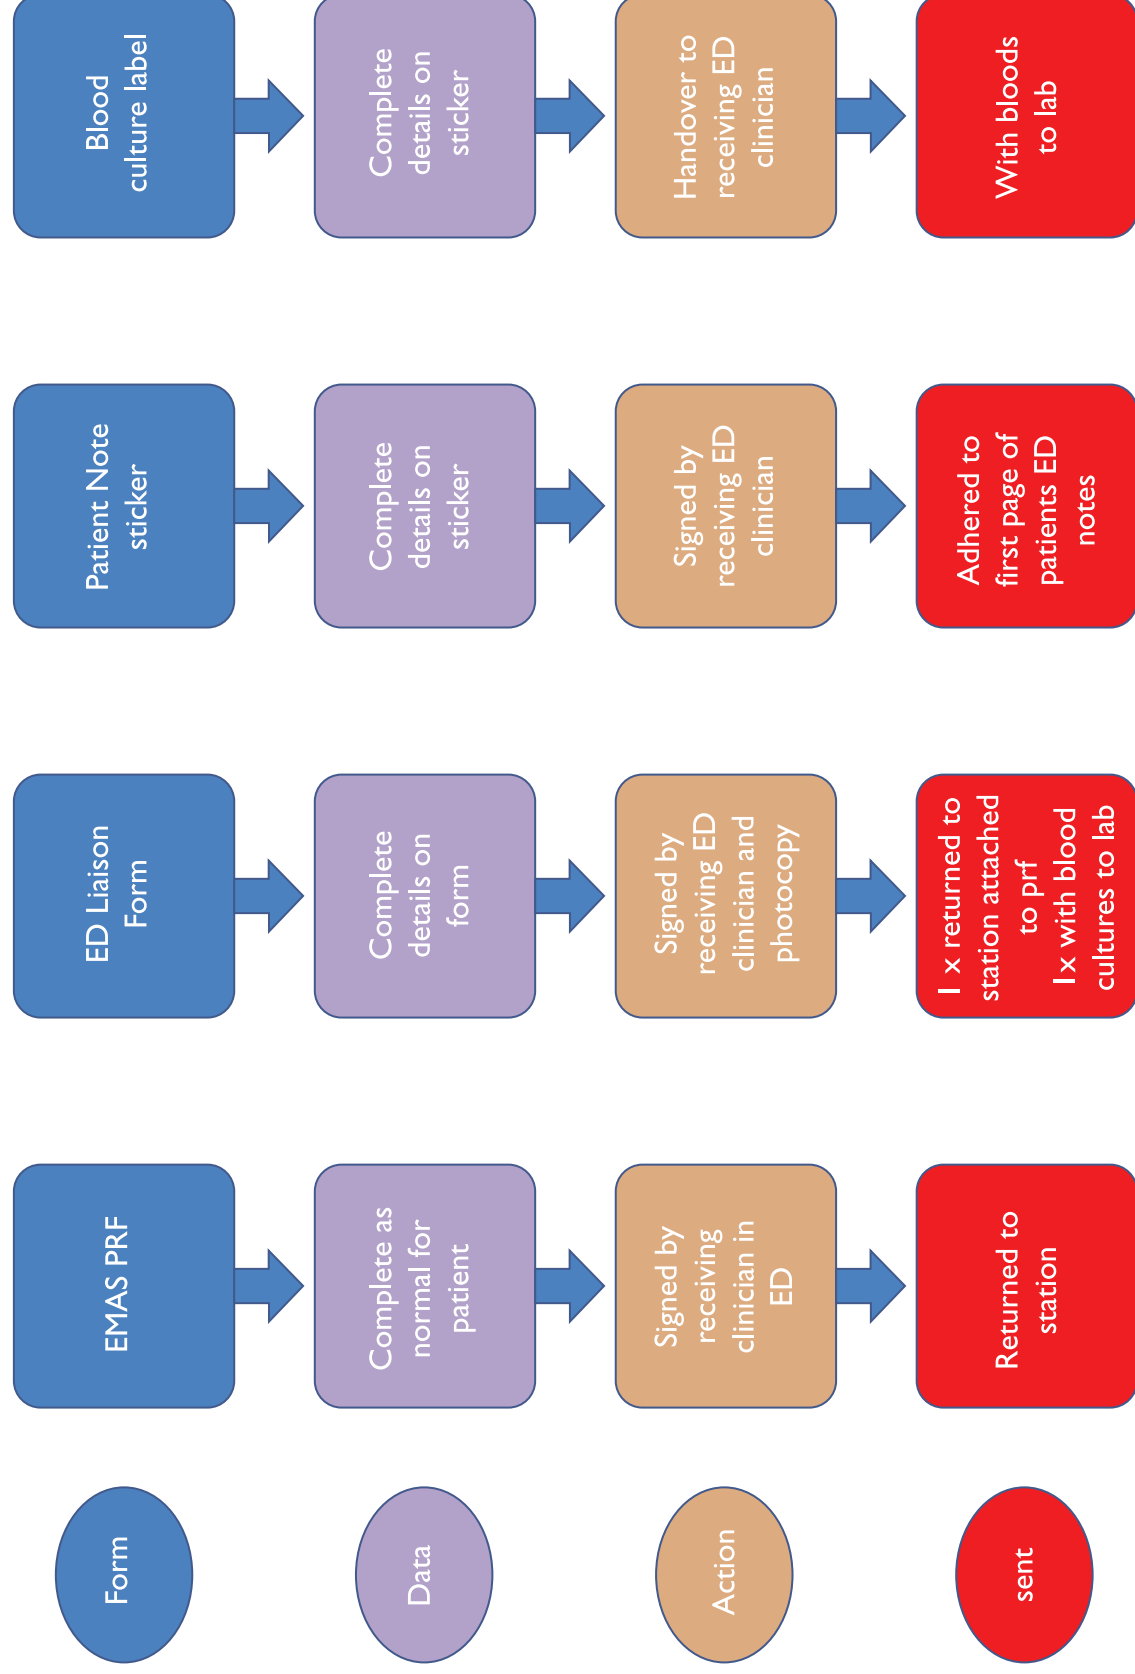 Form
EMAS PRF
ED Liaison
Form
Patient Note
sticker
Blood
culture label
Data
Complete as
normal for
patient
Complete
details on
form
Complete
details on
sticker
Complete
details on
sticker
Action
Signed by
receiving
clinician in
ED
Signed by
receiving ED
clinician and
photocopy
Signed by
receiving ED
clinician
Handover to
receiving ED
clinician
sent
Returned to
station
1 x returned to
station attached
to prf
1x with blood
cultures to lab
Adhered to
first page of
patients ED
notes
With bloods
to lab